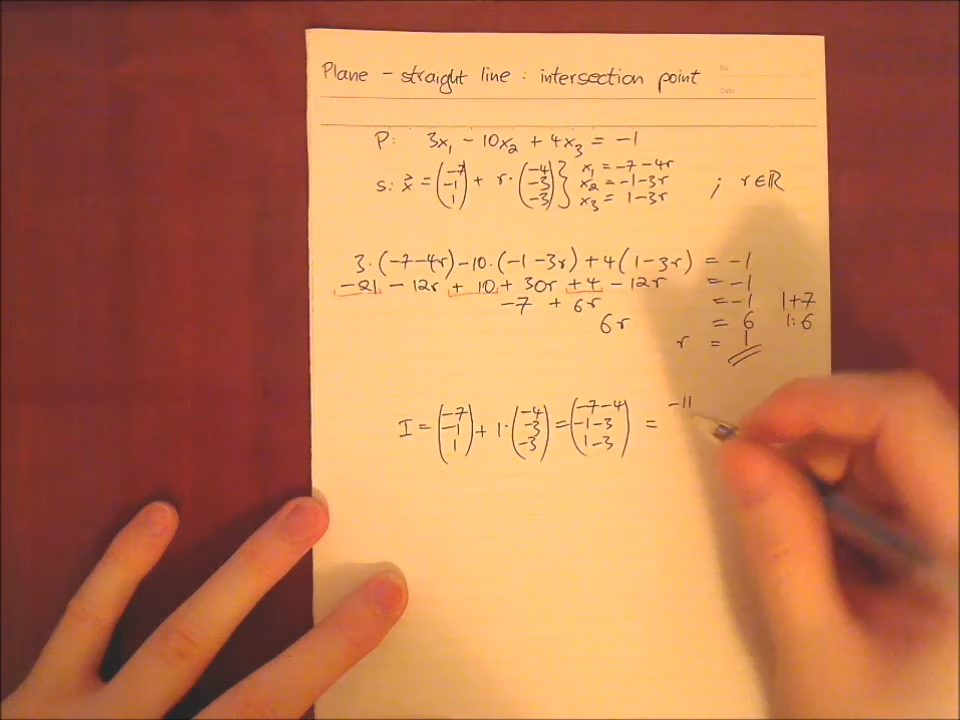 Plane - straight line : intersection point
No
Date
P: 3x₁ - 10x₂ + 4x₃ = -1
s: x⃗ = (-7 -1 1) + r · (-4 -3 -3) } x₁ = -7-4r x₂ = -1-3r x₃ = 1-3r ; r∈ℝ
3·(-7-4r)-10·(-1-3r)+4(1-3r) = -1
-21 - 12r + 10 + 30r + 4 - 12r = -1
-7 + 6r = -1 |+7
6r = 6 |:6
r = 1
I = (-7 -1 1) + 1· (-4 -3 -3) = (-7-4 -1-3 1-3) = -11